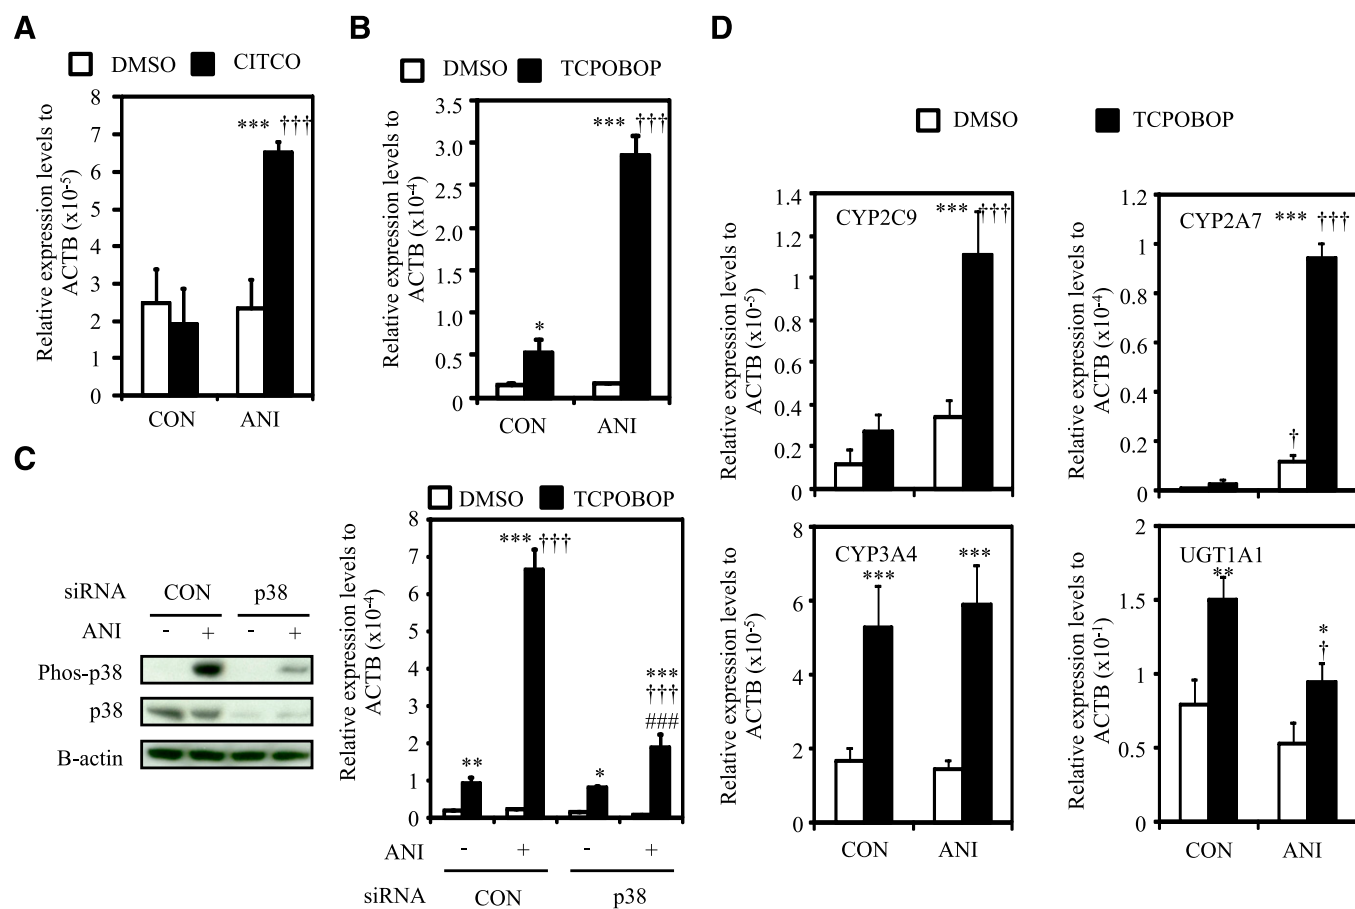 A
DMSO CITCO
Relative expression levels to
ACTB (x10-5)
8
7
6
5
4
3
2
1
0
*** †††
CON ANI
B
DMSO TCPOBOP
Relative expression levels to
ACTB (x10-4)
3.5
3.0
2.5
2.0
1.5
1.0
0.5
0
*
*** †††
CON ANI
C
siRNA CON p38
ANI - + - +
Phos-p38
p38
B-actin
DMSO TCPOBOP
Relative expression levels to
ACTB (x10-4)
8
7
6
5
4
3
2
1
0
**
*** †††
*
***
†††
###
ANI - + - +
siRNA CON p38
D
DMSO TCPOBOP
Relative expression levels to
ACTB (x10-5)
1.4
1.2
1
0.8
0.6
0.4
0.2
0
CYP2C9 *** †††
Relative expression levels to
ACTB (x10-4)
1.2
1
0.8
0.6
0.4
0.2
0
CYP2A7 *** †††
†
Relative expression levels to
ACTB (x10-5)
8
6
4
2
0
CYP3A4
***
***
CON ANI
Relative expression levels to
ACTB (x10-1)
2
1.5
1
0.5
0
UGT1A1
**
*
†
CON ANI